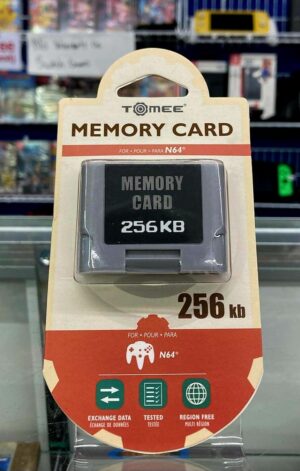 TOMEE
MEMORY CARD
FOR • POUR • PARA N64®
MEMORY
CARD
256KB
256 kb
FOR • POUR • PARA
N64®
EXCHANGE DATA
ÉCHANGE DE DONNÉES
TESTED
TESTÉE
REGION FREE
MULTI RÉGION